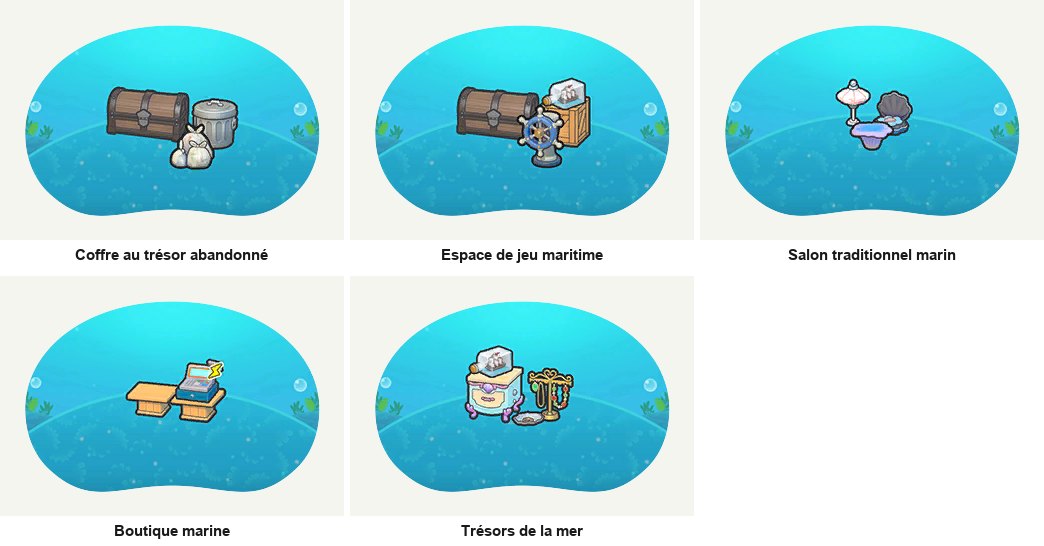 Coffre au trésor abandonné
Espace de jeu maritime
Salon traditionnel marin
Boutique marine
Trésors de la mer